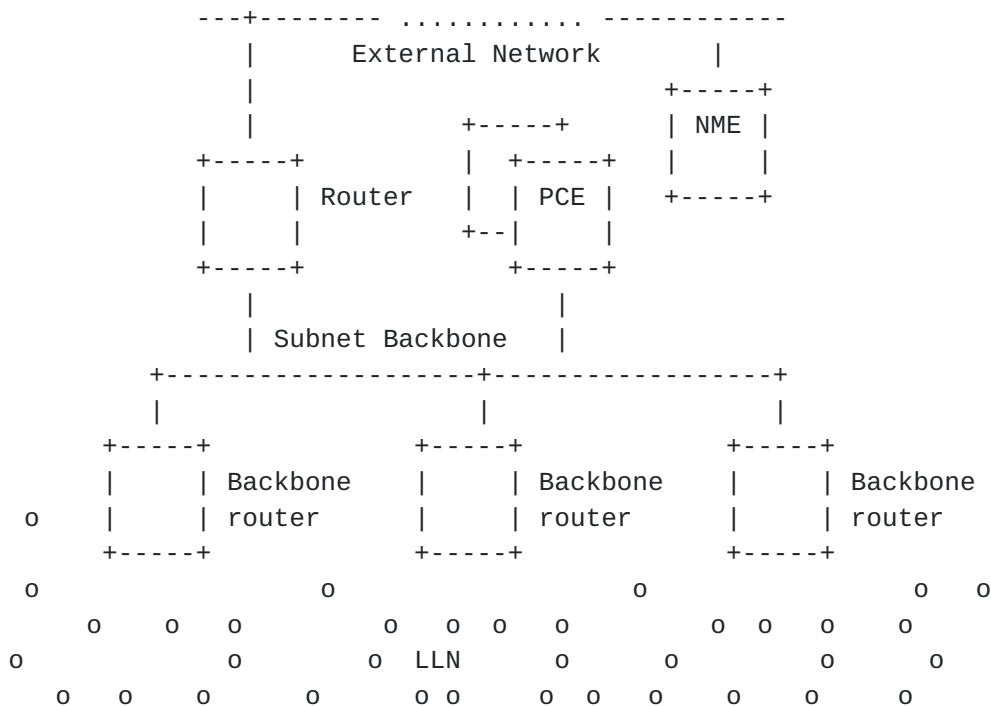 ---+-------- ............ ------------
   |      External Network       |
   |                          +-----+
   |             +-----+      | NME |
+-----+          |  +-----+   |     |
|     | Router   |  | PCE |   +-----+
|     |          +--|     |
+-----+             +-----+
   |                   |
   | Subnet Backbone   |
+--------------------+------------------+
|                    |                  |
+-----+             +-----+             +-----+
|     | Backbone    |     | Backbone    |     | Backbone
o    |     | router      |     | router      |     | router
+-----+             +-----+             +-----+
o                  o                   o                 o   o
o    o   o         o   o  o   o         o  o   o    o
o             o        o  LLN      o      o         o      o
o   o    o      o      o o     o  o   o    o    o     o